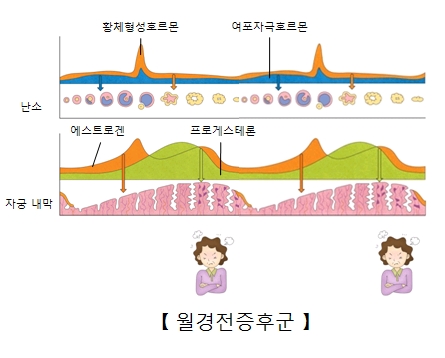 황체형성호르몬 여포자극호르몬
난소
에스트로겐 프로게스테론
자궁 내막
【 월경전증후군 】